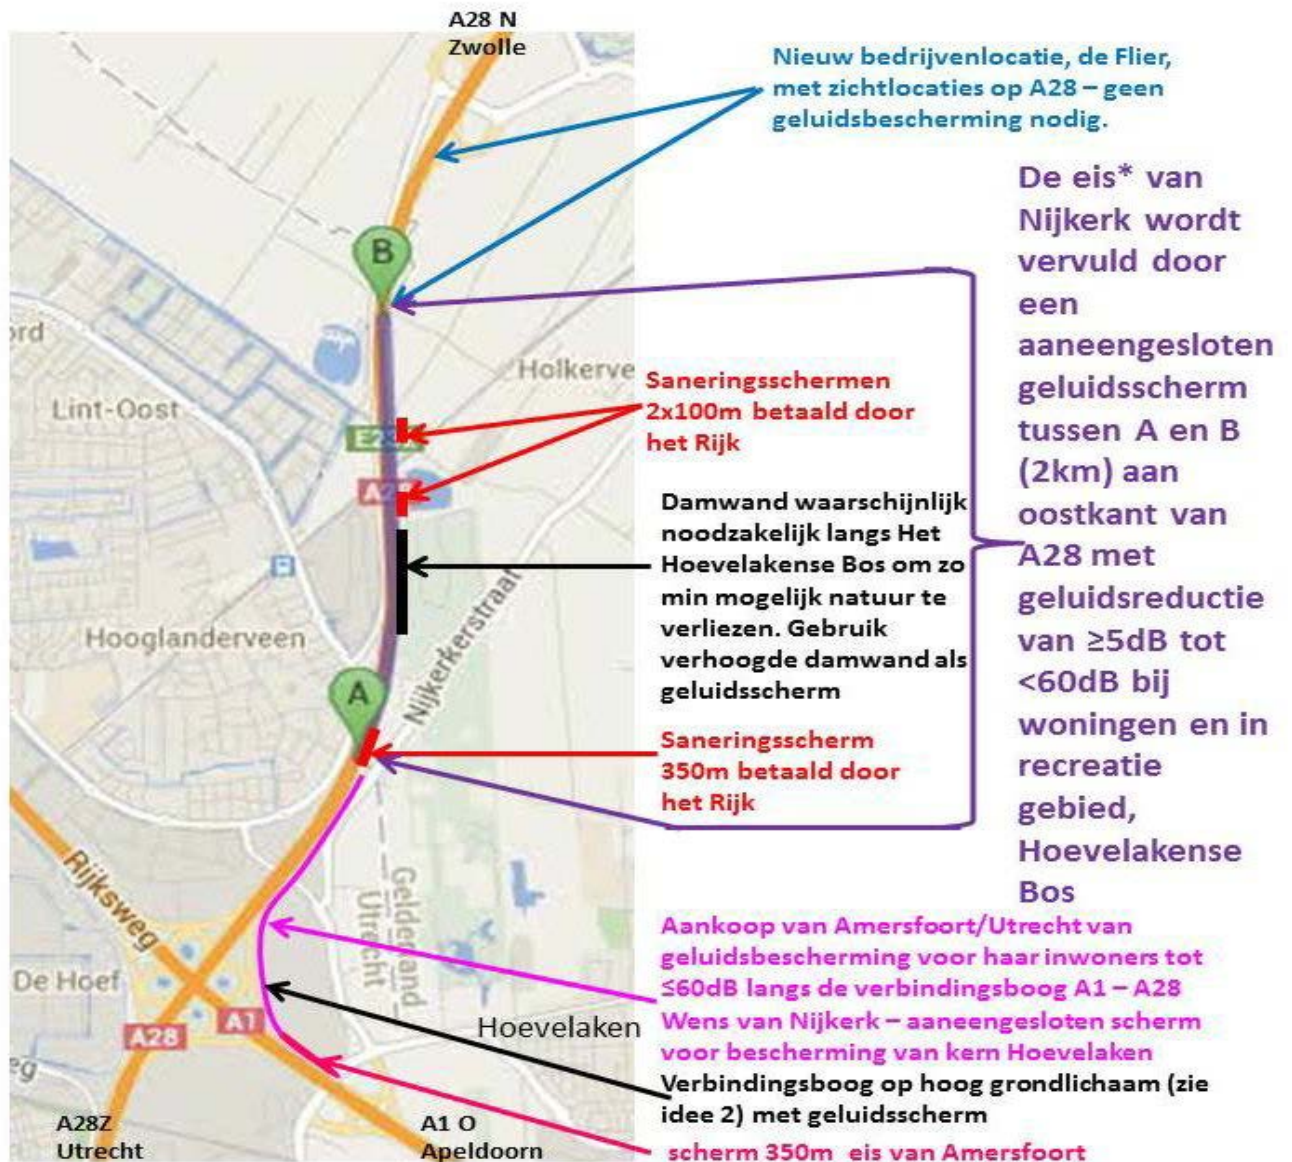 A28 N
Zwolle
Nieuw bedrijvenlocatie, de Flier,
met zichtlocaties op A28 – geen
geluidsbescherming nodig.
De eis* van
Nijkerk wordt
vervuld door
een
aaneengesloten
geluidsscherm
tussen A en B
(2km) aan
oostkant van
A28 met
geluidsreductie
van ≥5dB tot
<60dB bij
woningen en in
recreatie
gebied,
Hoevelakense
Bos
B
ord
Holkerve
Lint-Oost
Saneringsschermen
2x100m betaald door
het Rijk
Damwand waarschijnlijk
noodzakelijk langs Het
Hoevelakense Bos om zo
min mogelijk natuur te
verliezen. Gebruik
verhoogde damwand als
geluidsscherm
Hooglanderveen
Nijkerkerstraat
A
Saneringsscherm
350m betaald door
het Rijk
Rijksweg
Gelderland
Utrecht
De Hoef
A1
A28
Hoevelaken
eg
Aankoop van Amersfoort/Utrecht van
geluidsbescherming voor haar inwoners tot
≤60dB langs de verbindingsboog A1 – A28
Wens van Nijkerk – aaneengesloten scherm
voor bescherming van kern Hoevelaken
Verbindingsboog op hoog grondlichaam (zie
idee 2) met geluidsscherm
scherm 350m eis van Amersfoort
A28Z
Utrecht
A1 O
Apeldoorn